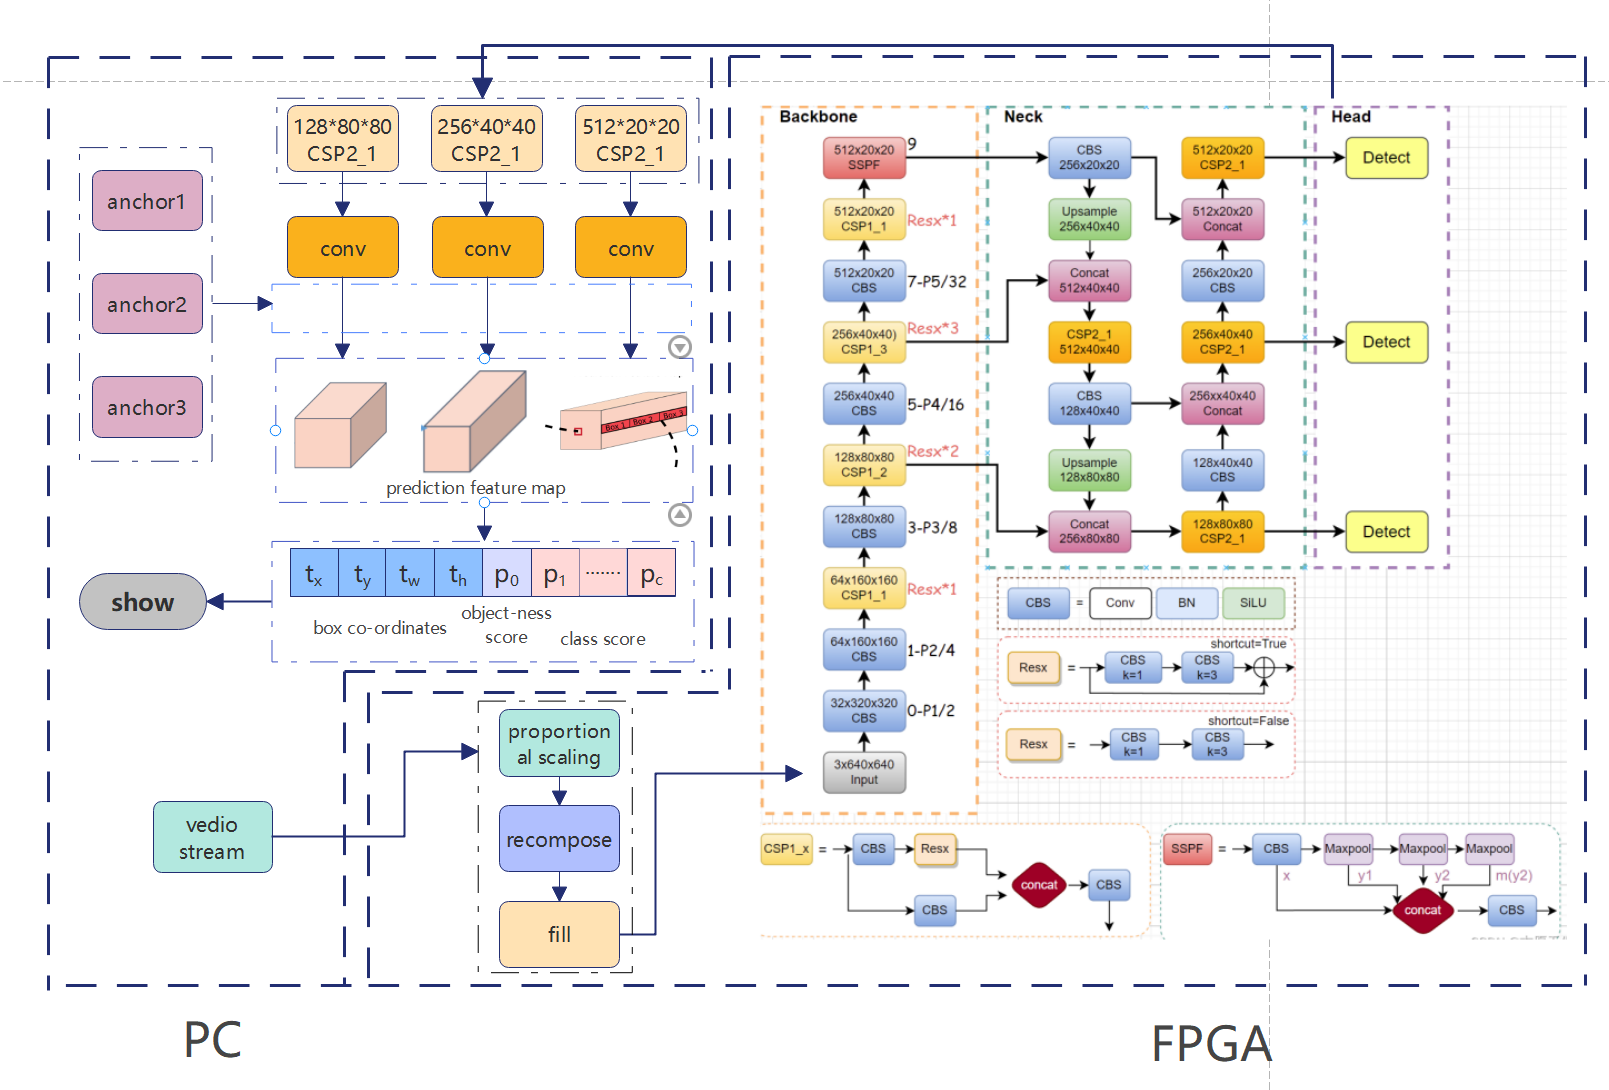 128*80*80
CSP2_1
256*40*40
CSP2_1
512*20*20
CSP2_1
anchor1
anchor2
anchor3
conv
conv
conv
Box 1
Box 2
Box 3
prediction feature map
tx
ty
tw
th
p0
p1
.......
pc
box co-ordinates
object-ness
score
class score
show
vedio
stream
proportion
al scaling
recompose
fill
PC
Backbone
512x20x20
SSPF
9
512x20x20
CSP1_1
Resx*1
512x20x20
CBS
7-P5/32
256x40x40)
CSP1_3
Resx*3
256x40x40
CBS
5-P4/16
128x80x80
CSP1_2
Resx*2
128x80x80
CBS
3-P3/8
64x160x160
CSP1_1
Resx*1
64x160x160
CBS
1-P2/4
32x320x320
CBS
0-P1/2
3x640x640
Input
Neck
CBS
256x20x20
Upsample
256x40x40
Concat
512x40x40
CSP2_1
512x40x40
CBS
128x40x40
Upsample
128x80x80
Concat
256x80x80
512x20x20
CSP2_1
512x20x20
Concat
256x20x20
CBS
256x40x40
CSP2_1
256xx40x40
Concat
128x40x40
CBS
128x80x80
CSP2_1
Head
Detect
Detect
Detect
CBS = Conv BN SiLU
shortcut=True
Resx = CBS k=1 CBS k=3
shortcut=False
Resx = CBS k=1 CBS k=3
CSP1_x = CBS Resx
concat CBS
CBS
SSPF = CBS Maxpool Maxpool Maxpool
x y1 y2 m(y2)
concat CBS
FPGA